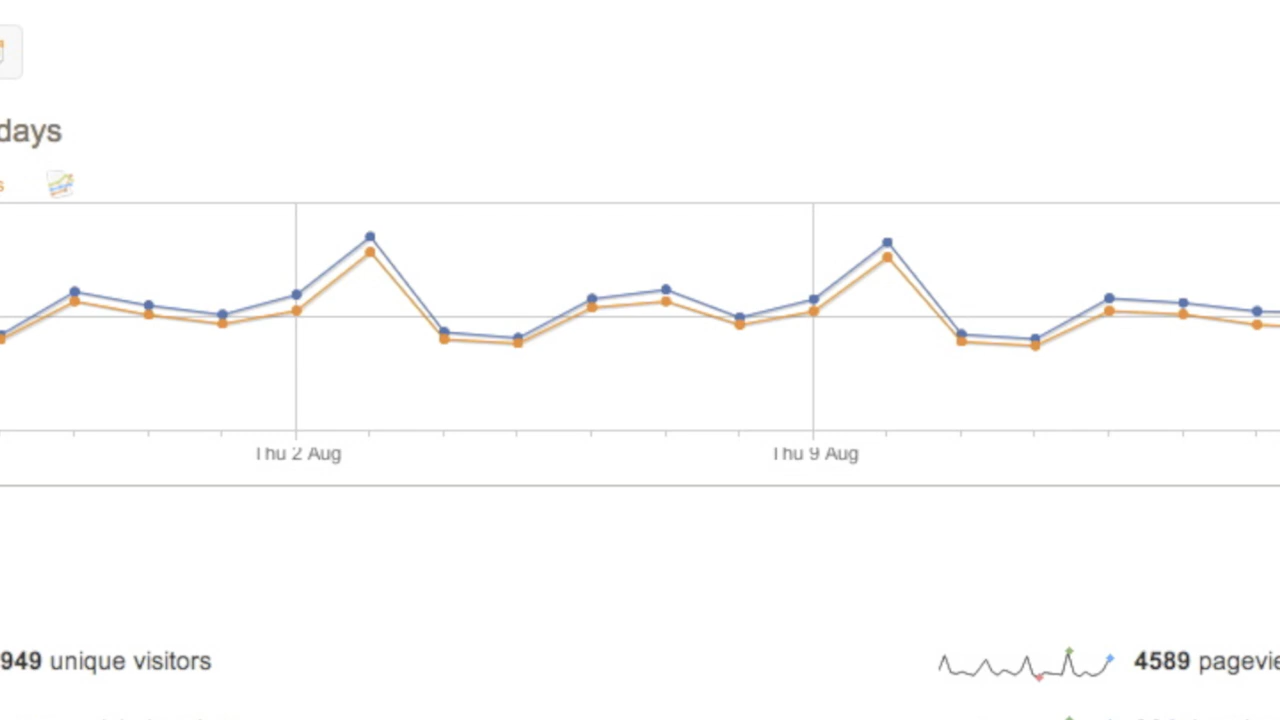 days
s
Thu 2 Aug
Thu 9 Aug
949 unique visitors
4589 pagevie